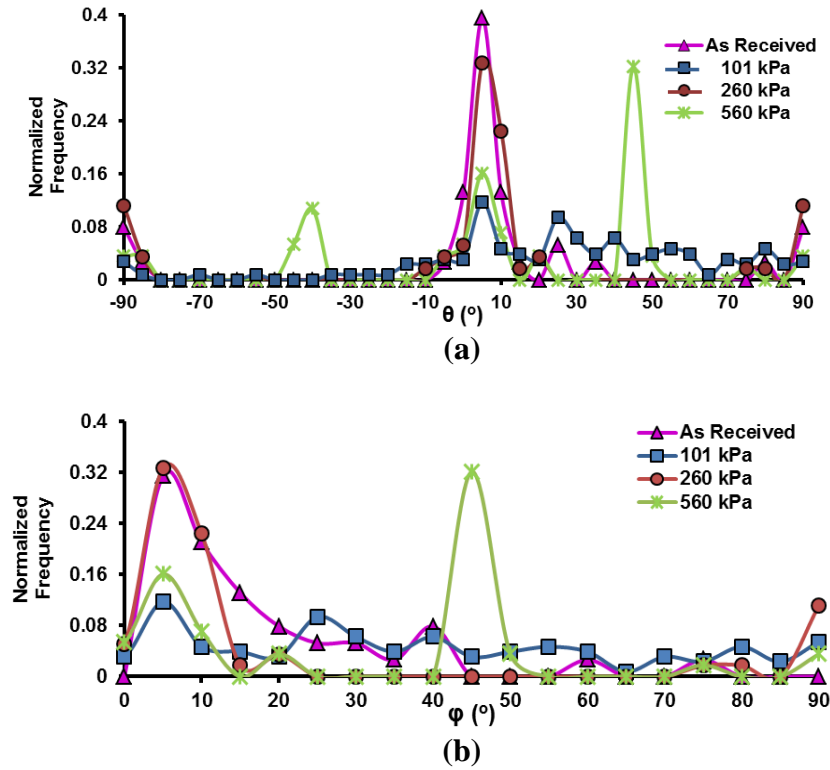 0.4
0.32
0.24
0.16
0.08
0
Normalized
Frequency
As Received
101 kPa
260 kPa
560 kPa
-90 -70 -50 -30 -10 10 30 50 70 90
θ (º)
(a)
0.4
0.32
0.24
0.16
0.08
0
Normalized
Frequency
As Received
101 kPa
260 kPa
560 kPa
0 10 20 30 40 50 60 70 80 90
φ (º)
(b)